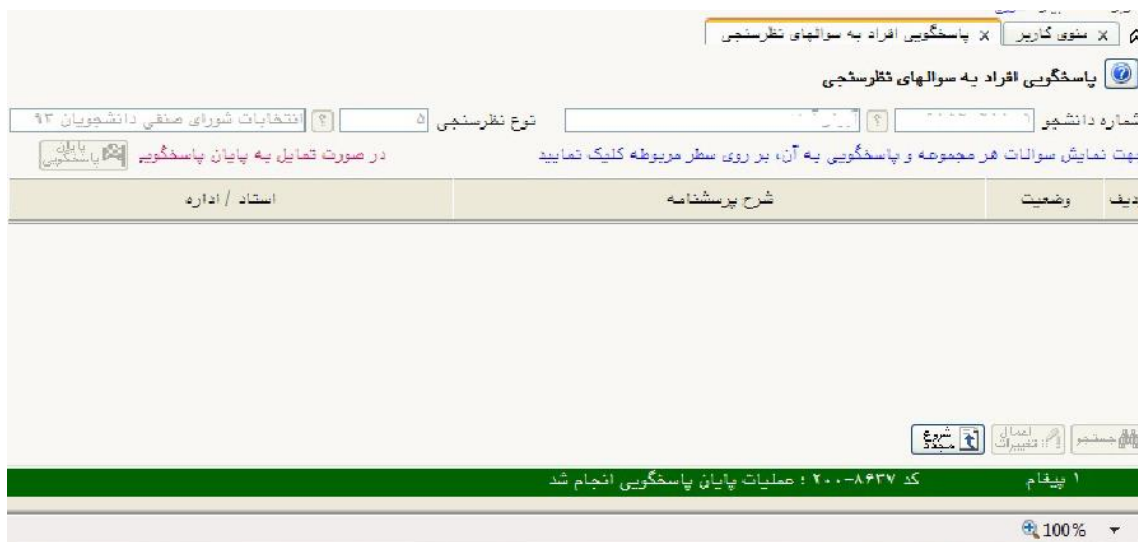 منوی کاربر x پاسخگویی افراد به سوالهای نظرسنجی x
پاسخگویی افراد به سوالهای نظرسنجی
شماره دانشجو ؟ نوع نظرسنجی ۵ ؟ انتخابات شورای صنفی دانشجویان ۹۳
جهت نمایش سوالات هر مجموعه و پاسخگویی به آن، بر روی سطر مربوطه کلیک نمایید در صورت تمایل به پایان پاسخگویی پایان پاسخگویی
ردیف وضعیت شرح پرسشنامه استاد / اداره
جستجو اعمال تغییرات شروع مجدد
۱ پیغام کد ۸۶۳۷-۲۰۰ : عملیات پایان پاسخگویی انجام شد
100%